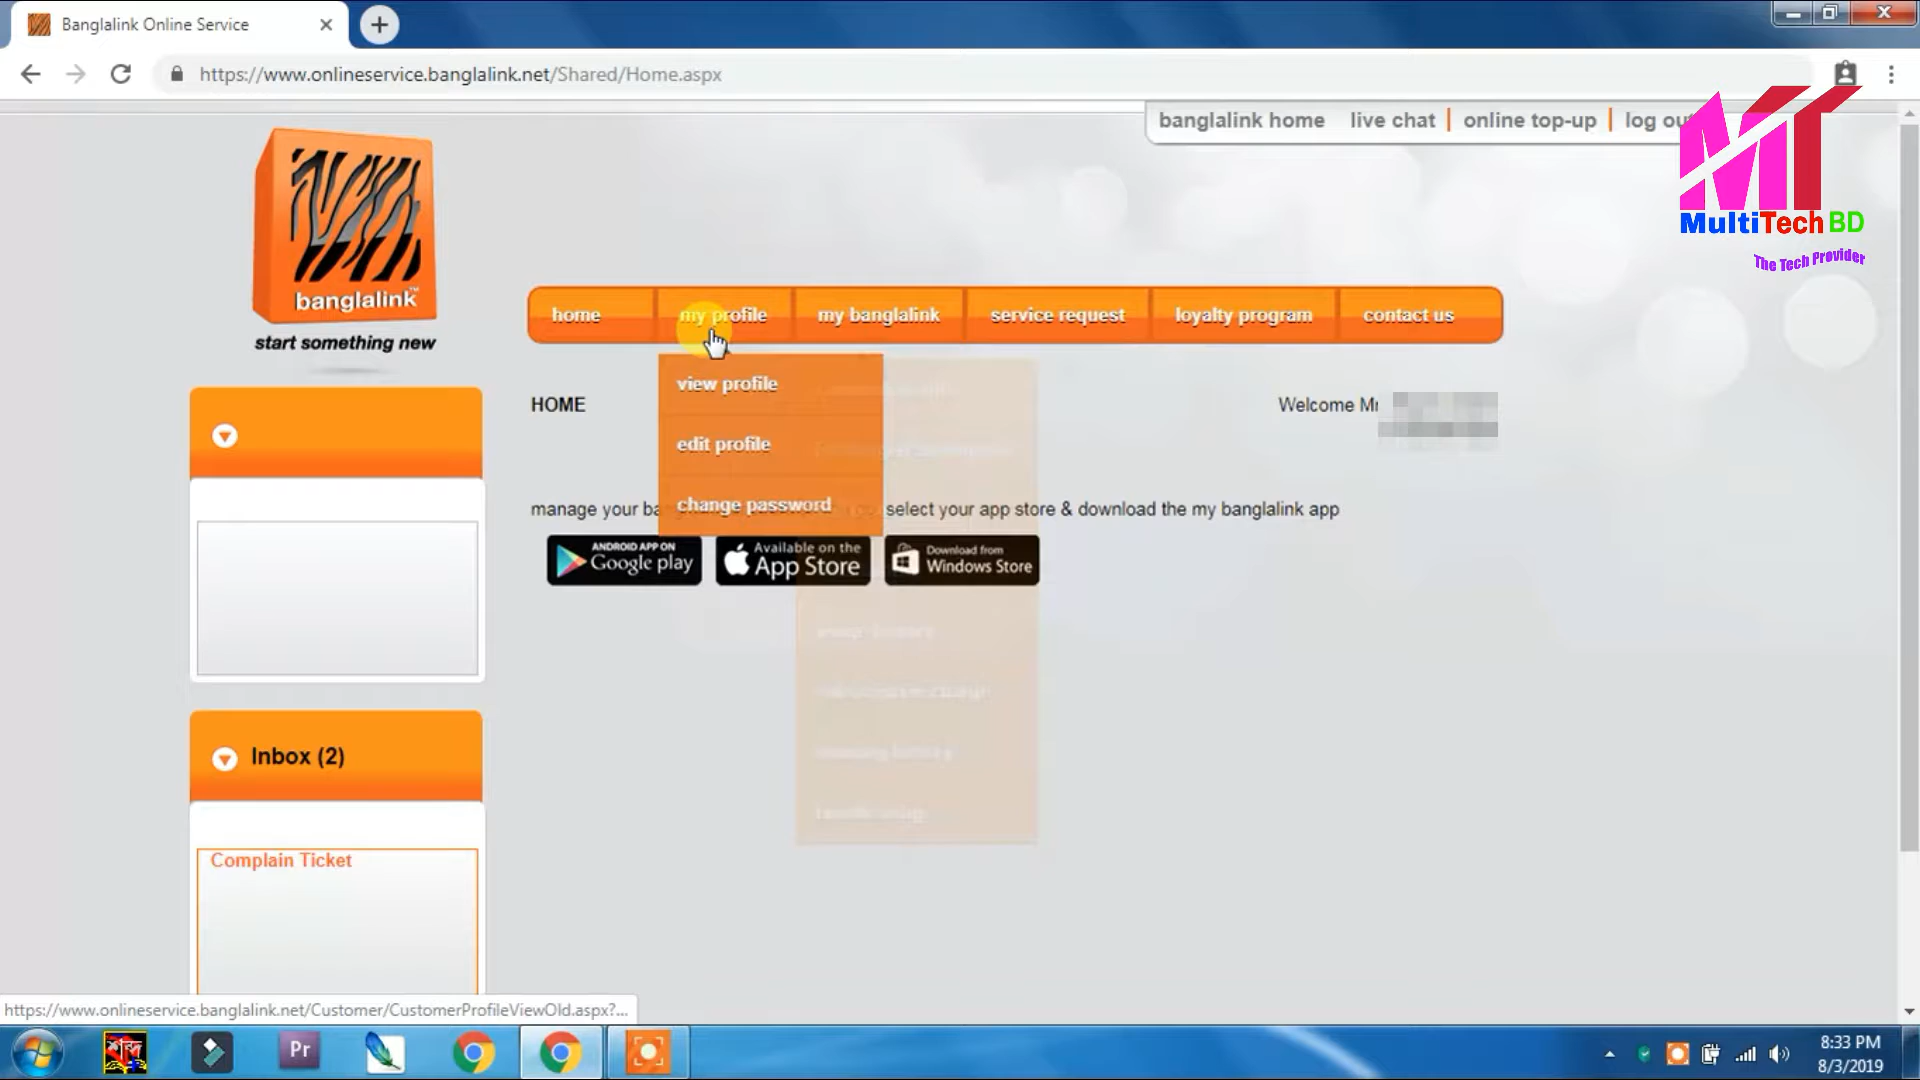 Banglalink Online Service
https://www.onlineservice.banglalink.net/Shared/Home.aspx
banglalink home live chat | online top-up | log out
MT
MultiTech BD
The Tech Provider
banglalink™
start something new
home my profile my banglalink service request loyalty program contact us
view profile
edit profile
change password
HOME
Welcome Mr
manage your select your app store & download the my banglalink app
ANDROID APP ON
Google play
Available on the
App Store
Download from
Windows Store
Inbox (2)
Complain Ticket
https://www.onlineservice.banglalink.net/Customer/CustomerProfileViewOld.aspx?...
Pr
8:33 PM
8/3/2019